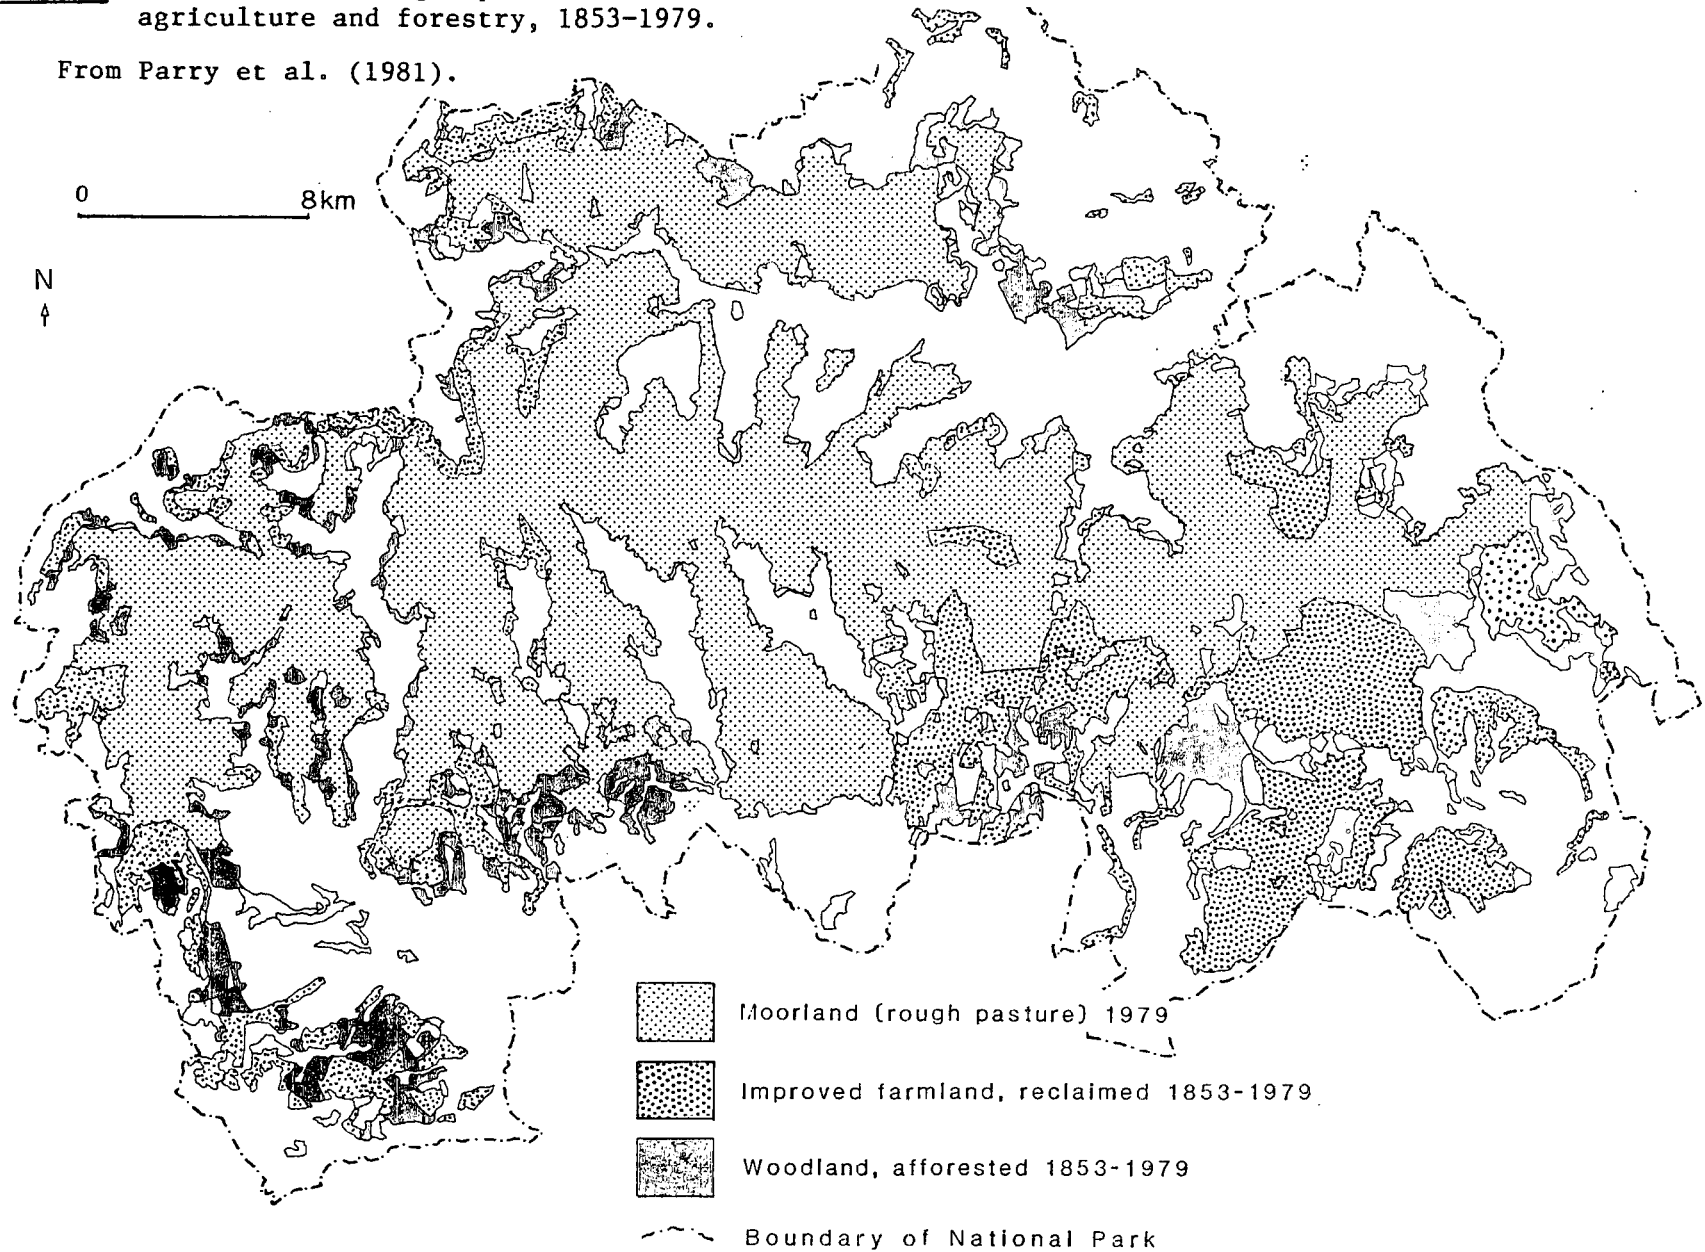 agriculture and forestry, 1853-1979.
From Parry et al. (1981).
0 8km
N
Moorland (rough pasture) 1979
Improved farmland, reclaimed 1853-1979
Woodland, afforested 1853-1979
Boundary of National Park